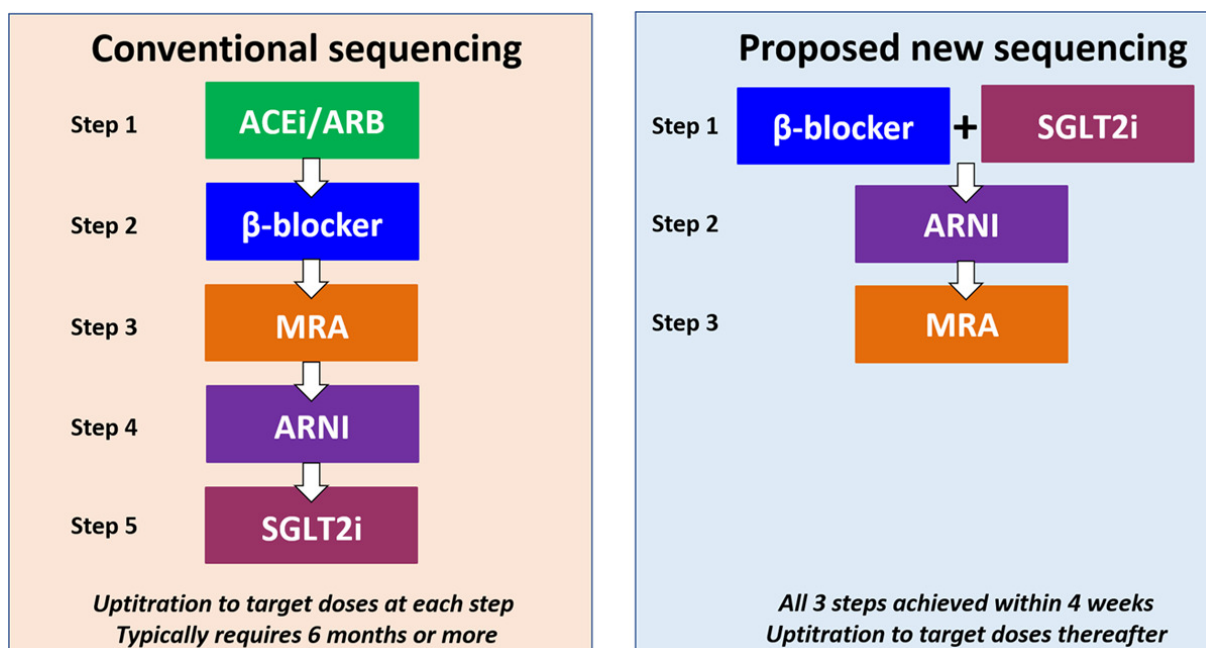 Conventional sequencing
Step 1
ACEi/ARB
Step 2
β-blocker
Step 3
MRA
Step 4
ARNI
Step 5
SGLT2i
Uptitration to target doses at each step
Typically requires 6 months or more
Proposed new sequencing
Step 1
β-blocker + SGLT2i
Step 2
ARNI
Step 3
MRA
All 3 steps achieved within 4 weeks
Uptitration to target doses thereafter